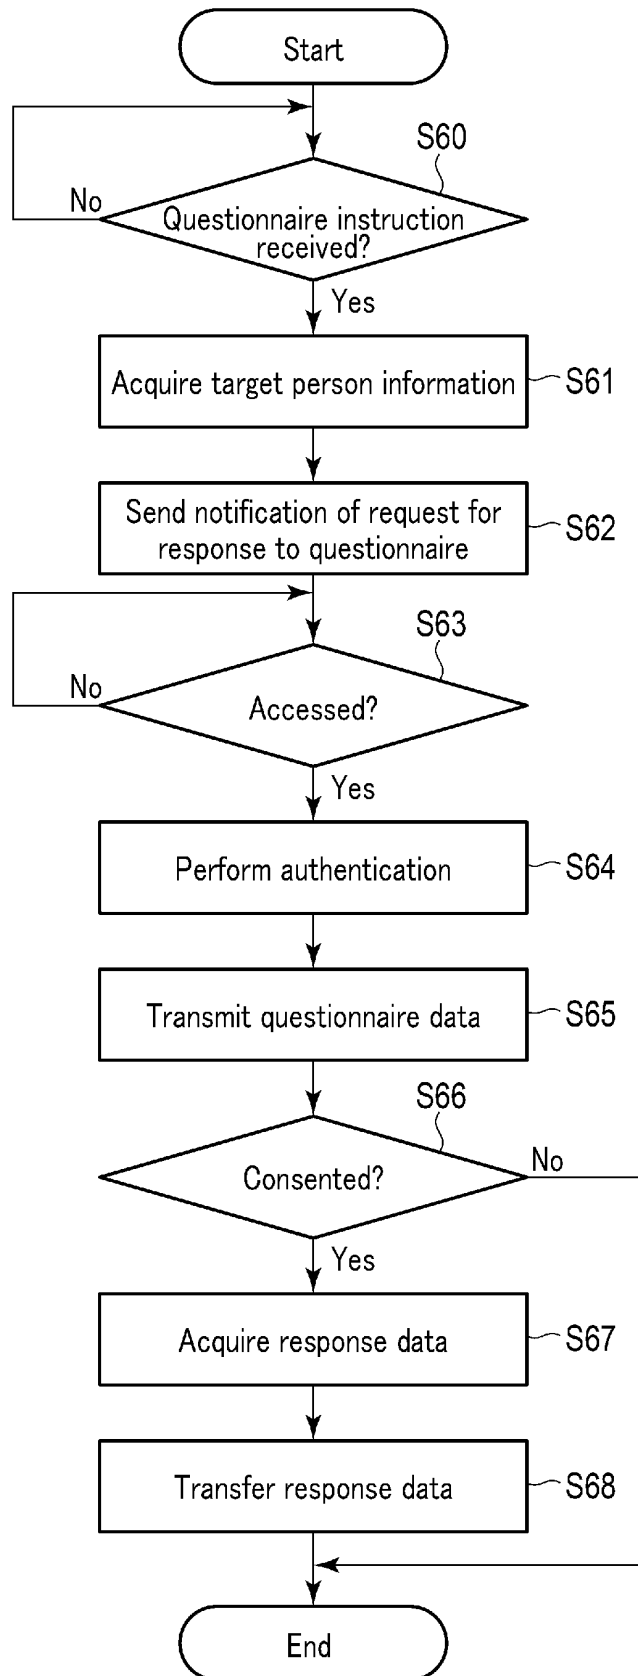 Start
S60
No
Questionnaire instruction
received?
Yes
Acquire target person information
S61
Send notification of request for
response to questionnaire
S62
S63
No
Accessed?
Yes
Perform authentication
S64
Transmit questionnaire data
S65
S66
Consented?
No
Yes
Acquire response data
S67
Transfer response data
S68
End